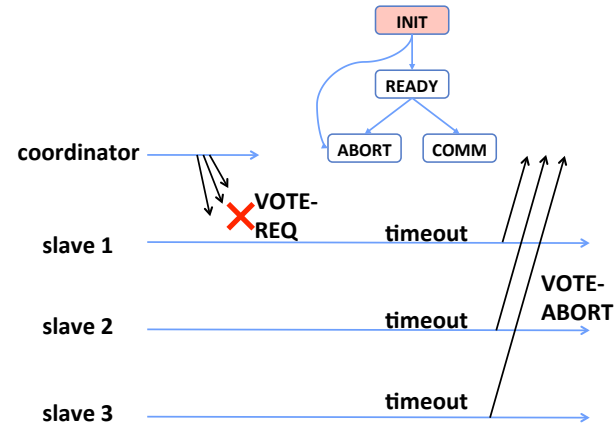 INIT
READY
ABORT COMM
coordinator
VOTE-
REQ
slave 1 timeout
VOTE-
ABORT
slave 2 timeout
slave 3 timeout